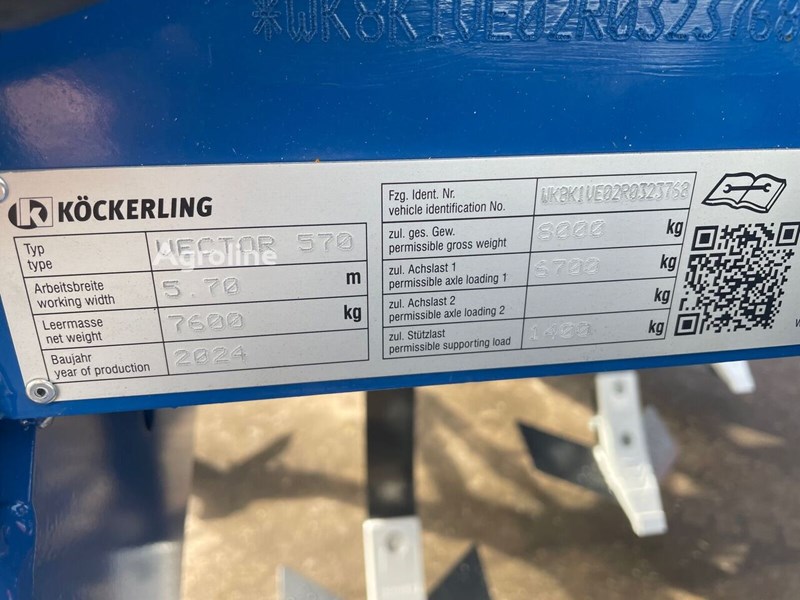 *WK8K1VE02R0323768
KÖCKERLING
Typ
type
VECTOR 570
Arbeitsbreite
working width
5.70 m
Leermasse
net weight
7600 kg
Baujahr
year of production
2024
Fzg. Ident. Nr.
vehicle identification No.
WK8K1VE02R0323768
zul. ges. Gew.
permissible gross weight
8000 kg
zul. Achslast 1
permissible axle loading 1
6700 kg
zul. Achslast 2
permissible axle loading 2
kg
zul. Stützlast
permissible supporting load
kg
Agroline